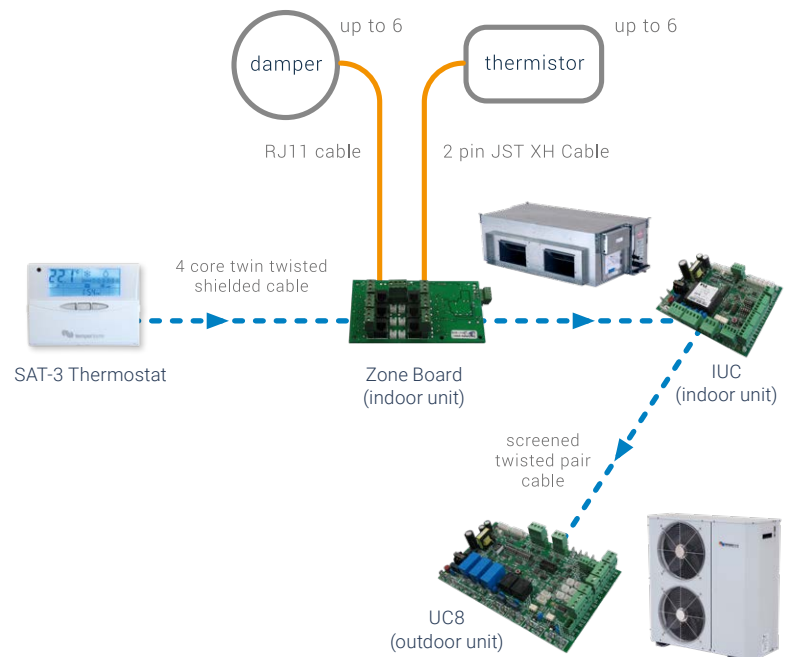 up to 6
up to 6
damper
thermistor
RJ11 cable
2 pin JST XH Cable
22.1°
4 core twin twisted
shielded cable
SAT-3 Thermostat
Zone Board
(indoor unit)
IUC
(indoor unit)
screened
twisted pair
cable
UC8
(outdoor unit)